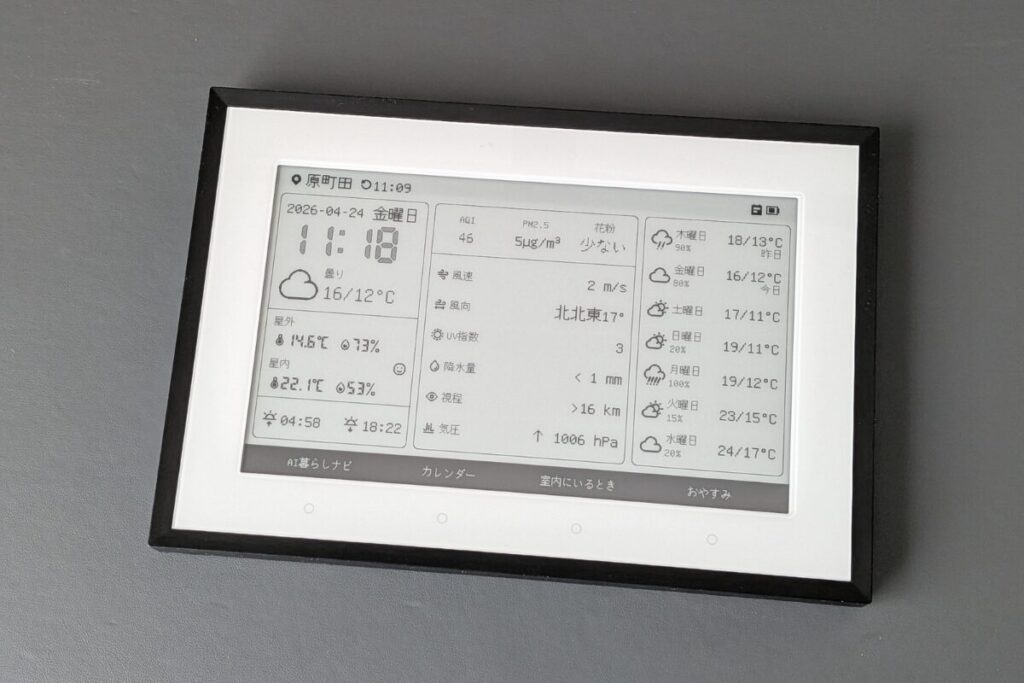 原町田 11:09
2026-04-24 金曜日
11:18
曇り
16/12°C
屋外
14.6℃ 73%
屋内
22.1℃ 53%
04:58 18:22
AQI PM2.5 花粉
46 5µg/m³ 少ない
風速 2 m/s
風向 北北東17°
UV指数 3
降水量 < 1 mm
視程 >16 km
気圧 ↑ 1006 hPa
木曜日 18/13°C
90% 昨日
金曜日 16/12°C
80% 今日
土曜日 17/11°C
日曜日 19/11°C
20%
月曜日 19/12°C
100%
火曜日 23/15°C
15%
水曜日 24/17°C
20%
AI暮らしナビ カレンダー 室内にいるとき おやすみ